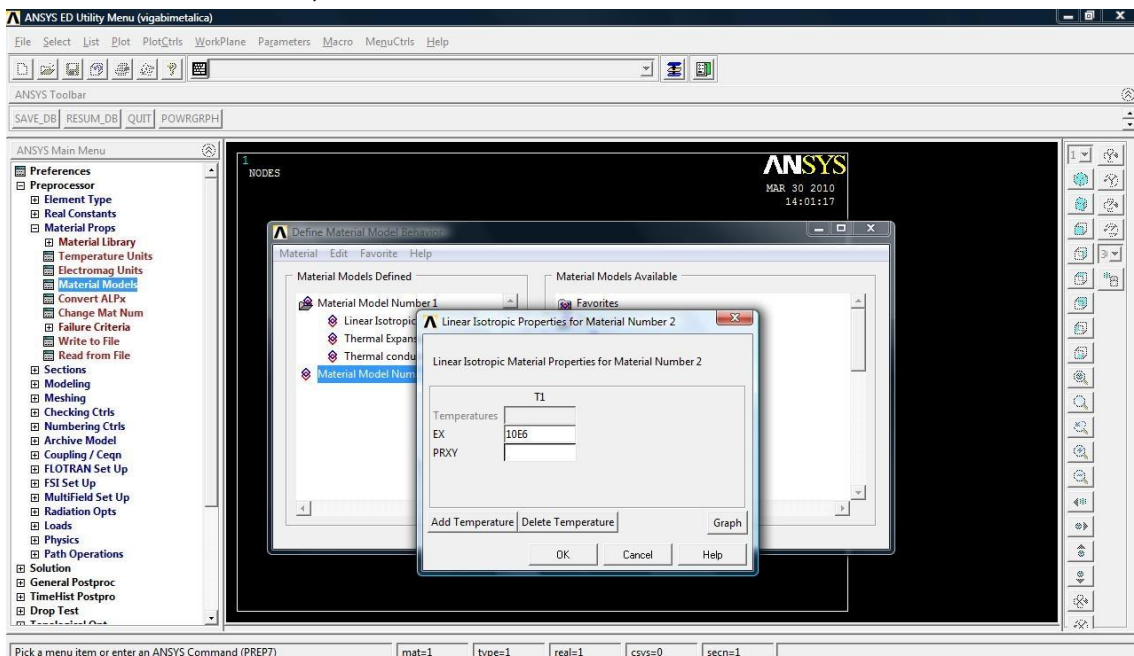 ANSYS ED Utility Menu (vigabimetalica)
File Select List Plot PlotCtrls WorkPlane Parameters Macro MenuCtrls Help
ANSYS Toolbar
SAVE_DB RESUM_DB QUIT POWRGRPH
ANSYS Main Menu
Preferences
Preprocessor
Element Type
Real Constants
Material Props
Material Library
Temperature Units
Electromag Units
Material Models
Convert ALPx
Change Mat Num
Failure Criteria
Write to File
Read from File
Sections
Modeling
Meshing
Checking Ctrls
Numbering Ctrls
Archive Model
Coupling / Ceqn
FLOTRAN Set Up
FSI Set Up
MultiField Set Up
Radiation Opts
Loads
Physics
Path Operations
Solution
General Postproc
TimeHist Postpro
Drop Test
1
NODES
ANSYS
MAR 30 2010
14:01:17
Define Material Model Behavior
Material Edit Favorite Help
Material Models Defined
Material Models Available
Material Model Number 1
Linear Isotropic
Thermal Expan
Thermal condu
Material Model Num
Favorites
Linear Isotropic Properties for Material Number 2
Linear Isotropic Material Properties for Material Number 2
T1
Temperatures
EX 10E6
PRXY
Add Temperature Delete Temperature Graph
OK Cancel Help
1
3
Pick a menu item or enter an ANSYS Command (PREP7) mat=1 type=1 real=1 csys=0 secn=1